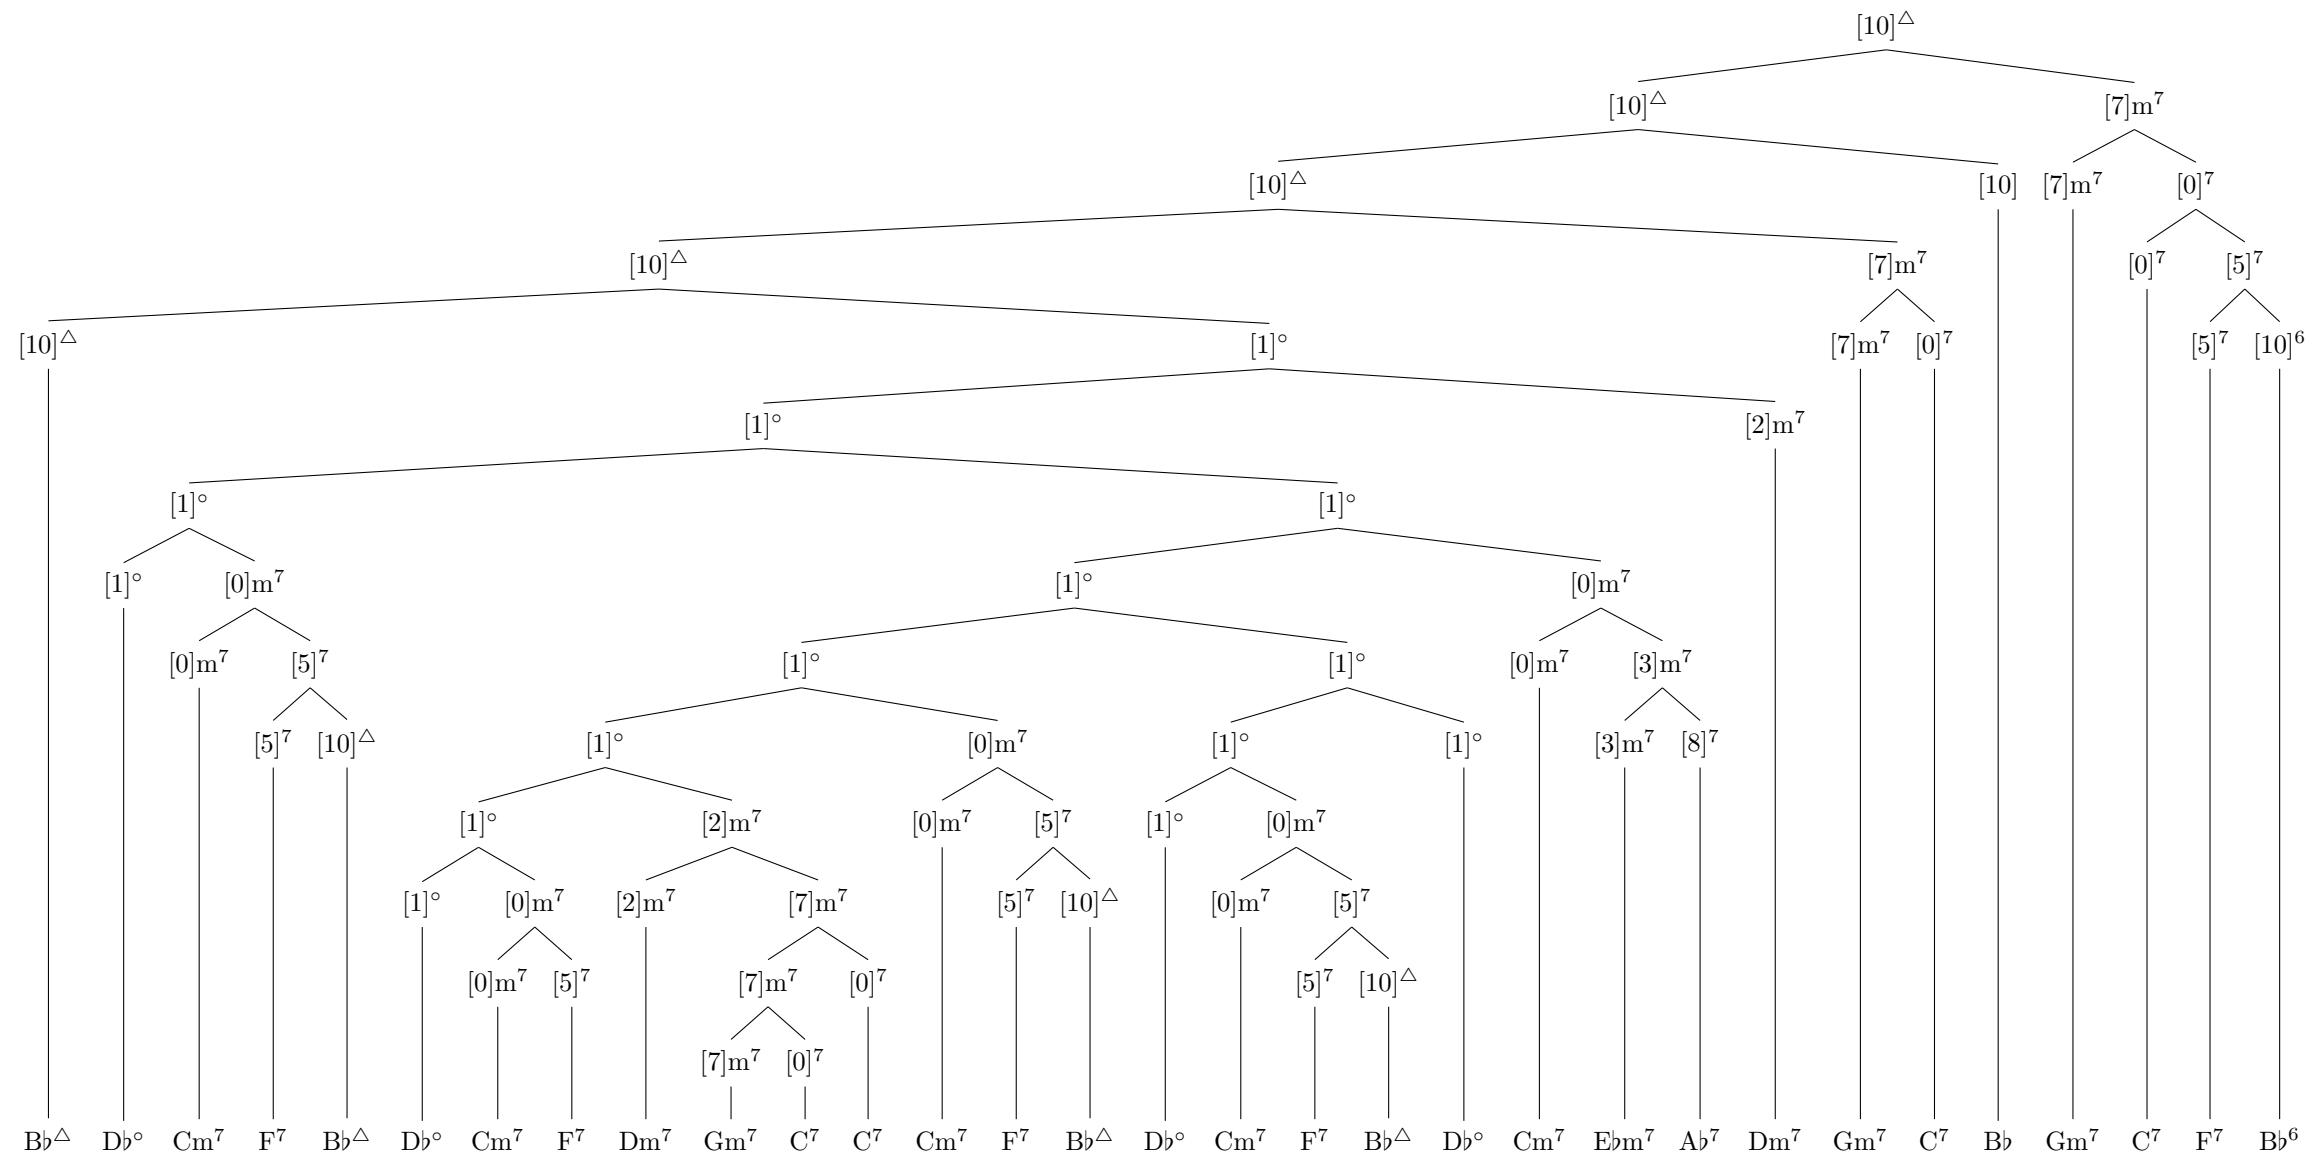 [10]△
[10]△ [7]m⁷
[10]△ [10] [7]m⁷ [0]⁷
[10]△ [7]m⁷ [0]⁷ [5]⁷
[10]△ [1]° [7]m⁷ [0]⁷ [5]⁷ [10]⁶
[1]° [2]m⁷
[1]° [1]°
[1]° [0]m⁷ [1]° [0]m⁷
[0]m⁷ [5]⁷ [1]° [1]° [0]m⁷ [3]m⁷
[5]⁷ [10]△ [1]° [0]m⁷ [1]° [1]° [3]m⁷ [8]⁷
[1]° [2]m⁷ [0]m⁷ [5]⁷ [1]° [0]m⁷
[1]° [0]m⁷ [2]m⁷ [7]m⁷ [5]⁷ [10]△ [0]m⁷ [5]⁷
[0]m⁷ [5]⁷ [7]m⁷ [0]⁷ [5]⁷ [10]△
[7]m⁷ [0]⁷
B♭△ D♭° Cm⁷ F⁷ B♭△ D♭° Cm⁷ F⁷ Dm⁷ Gm⁷ C⁷ C⁷ Cm⁷ F⁷ B♭△ D♭° Cm⁷ F⁷ B♭△ D♭° Cm⁷ E♭m⁷ A♭⁷ Dm⁷ Gm⁷ C⁷ B♭ Gm⁷ C⁷ F⁷ B♭⁶